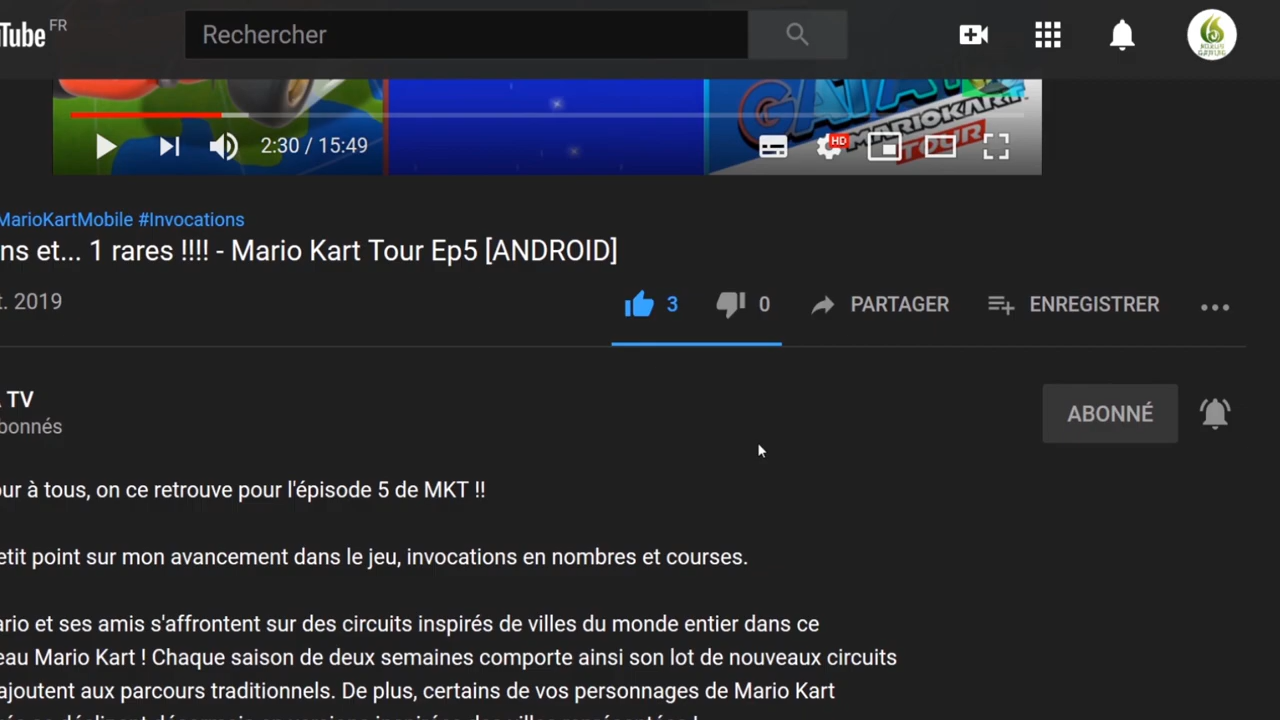 Tube FR
Rechercher
MARIOKART
TOUR
HD
2:30 / 15:49
MarioKartMobile #Invocations
ns et... 1 rares !!!! - Mario Kart Tour Ep5 [ANDROID]
t. 2019
3
0
PARTAGER
ENREGISTRER
TV
bonnés
ABONNÉ
ur à tous, on ce retrouve pour l'épisode 5 de MKT !!
etit point sur mon avancement dans le jeu, invocations en nombres et courses.
ario et ses amis s'affrontent sur des circuits inspirés de villes du monde entier dans ce
eau Mario Kart ! Chaque saison de deux semaines comporte ainsi son lot de nouveaux circuits
ajoutent aux parcours traditionnels. De plus, certains de vos personnages de Mario Kart